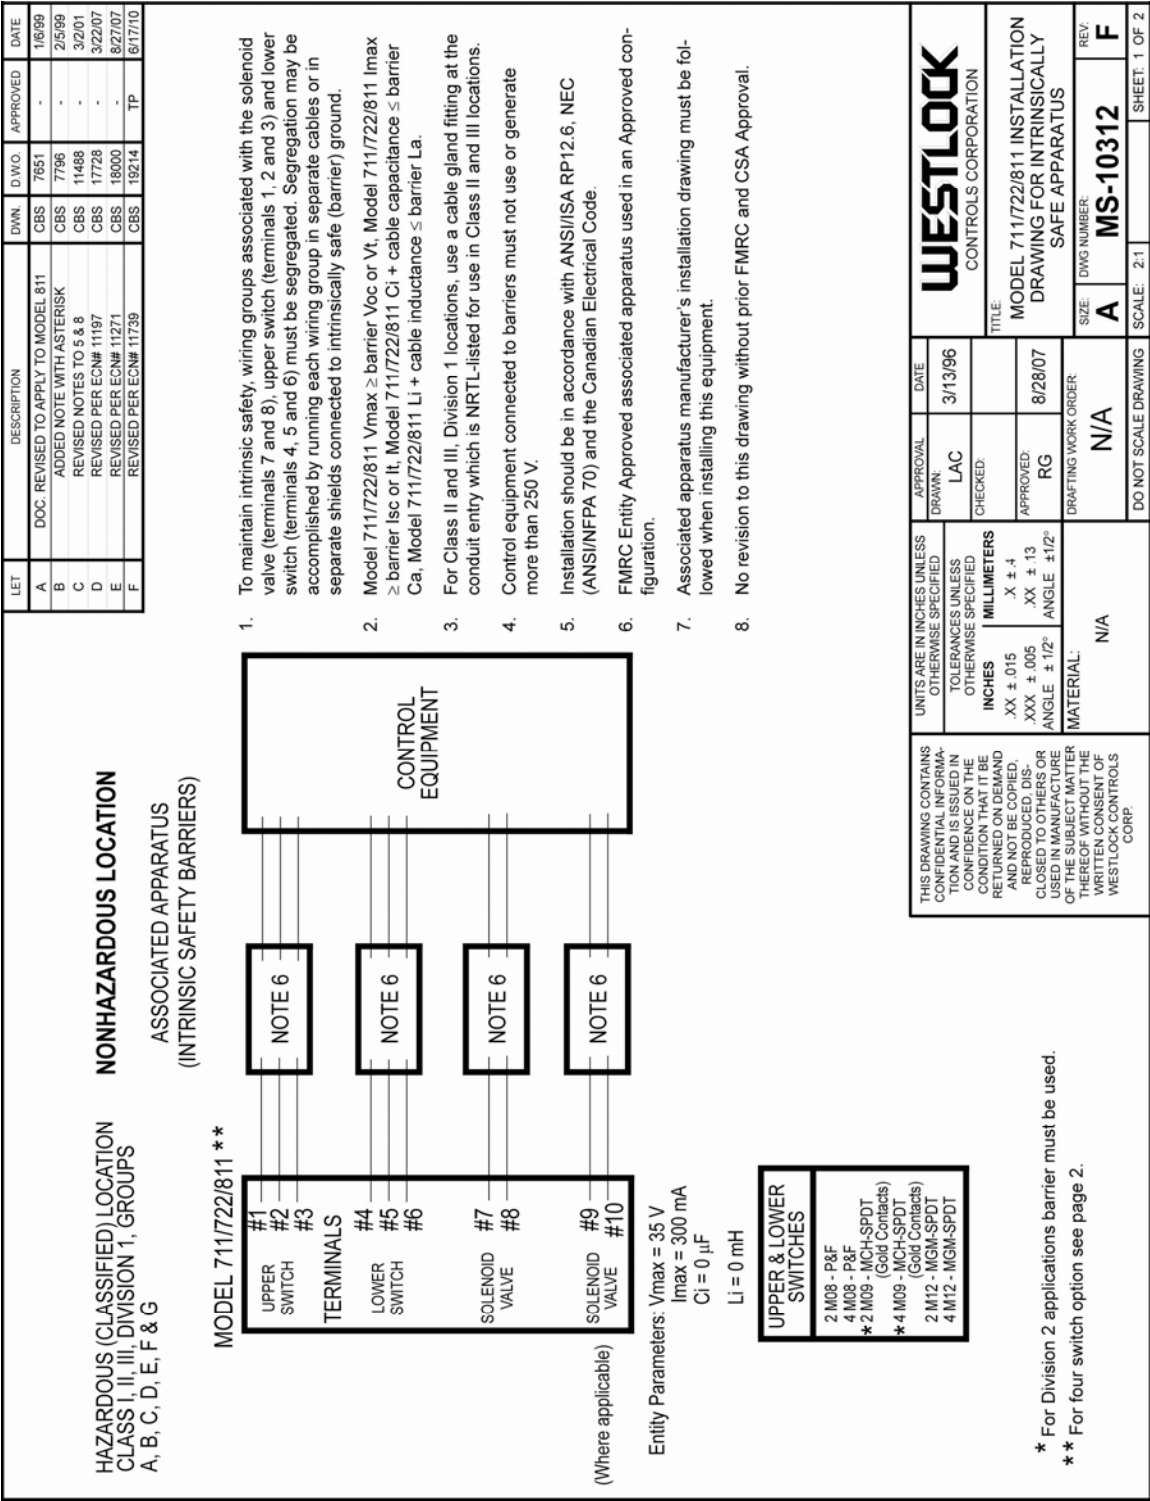 LET DESCRIPTION DWN. D.W.O. APPROVED DATE
A DOC. REVISED TO APPLY TO MODEL 811 CBS 7651 - 1/6/99
B ADDED NOTE WITH ASTERISK CBS 7796 - 2/5/99
C REVISED NOTES TO 5 & 8 CBS 11488 - 3/2/01
D REVISED PER ECN# 11197 CBS 17728 - 3/22/07
E REVISED PER ECN# 11271 CBS 18000 - 8/27/07
F REVISED PER ECN# 11739 CBS 19214 TP 6/17/10
HAZARDOUS (CLASSIFIED) LOCATION
CLASS I, II, III, DIVISION 1, GROUPS
A, B, C, D, E, F & G
NONHAZARDOUS LOCATION
ASSOCIATED APPARATUS
(INTRINSIC SAFETY BARRIERS)
MODEL 711/722/811 **
UPPER
SWITCH
#1
#2
#3
TERMINALS
LOWER
SWITCH
#4
#5
#6
SOLENOID
VALVE
#7
#8
SOLENOID
VALVE
#9
#10
(Where applicable)
NOTE 6
NOTE 6
NOTE 6
NOTE 6
CONTROL
EQUIPMENT
Entity Parameters: Vmax = 35 V
Imax = 300 mA
Ci = 0 µF
Li = 0 mH
UPPER & LOWER
SWITCHES
2 M08 - P&F
4 M08 - P&F
*2 M09 - MCH-SPDT
(Gold Contacts)
*4 M09 - MCH-SPDT
(Gold Contacts)
2 M12 - MGM-SPDT
4 M12 - MGM-SPDT
* For Division 2 applications barrier must be used.
** For four switch option see page 2.
1. To maintain intrinsic safety, wiring groups associated with the solenoid
valve (terminals 7 and 8), upper switch (terminals 1, 2 and 3) and lower
switch (terminals 4, 5 and 6) must be segregated. Segregation may be
accomplished by running each wiring group in separate cables or in
separate shields connected to intrinsically safe (barrier) ground.
2. Model 711/722/811 Vmax ≥ barrier Voc or Vt, Model 711/722/811 Imax
≥ barrier Isc or It, Model 711/722/811 Ci + cable capacitance ≤ barrier
Ca, Model 711/722/811 Li + cable inductance ≤ barrier La.
3. For Class II and III, Division 1 locations, use a cable gland fitting at the
conduit entry which is NRTL-listed for use in Class II and III locations.
4. Control equipment connected to barriers must not use or generate
more than 250 V.
5. Installation should be in accordance with ANSI/ISA RP12.6, NEC
(ANSI/NFPA 70) and the Canadian Electrical Code.
6. FMRC Entity Approved associated apparatus used in an Approved con-
figuration.
7. Associated apparatus manufacturer's installation drawing must be fol-
lowed when installing this equipment.
8. No revision to this drawing without prior FMRC and CSA Approval.
THIS DRAWING CONTAINS
CONFIDENTIAL INFORMA-
TION AND IS ISSUED IN
CONFIDENCE ON THE
CONDITION THAT IT BE
RETURNED ON DEMAND
AND NOT BE COPIED,
REPRODUCED, DIS-
CLOSED TO OTHERS OR
USED IN MANUFACTURE
OF THE SUBJECT MATTER
THEREOF WITHOUT THE
WRITTEN CONSENT OF
WESTLOCK CONTROLS
CORP.
UNITS ARE IN INCHES UNLESS
OTHERWISE SPECIFIED
TOLERANCES UNLESS
OTHERWISE SPECIFIED
INCHES MILLIMETERS
.XX ± .015 .X ± .4
.XXX ± .005 .XX ± .13
ANGLE ± 1/2° ANGLE ±1/2°
MATERIAL:
N/A
APPROVAL DATE
DRAWN:
LAC 3/13/96
CHECKED:
APPROVED:
RG 8/28/07
DRAFTING WORK ORDER:
N/A
DO NOT SCALE DRAWING
WESTLOCK
CONTROLS CORPORATION
TITLE:
MODEL 711/722/811 INSTALLATION
DRAWING FOR INTRINSICALLY
SAFE APPARATUS
SIZE: DWG NUMBER: REV:
A MS-10312 F
SCALE: 2:1 SHEET: 1 OF 2